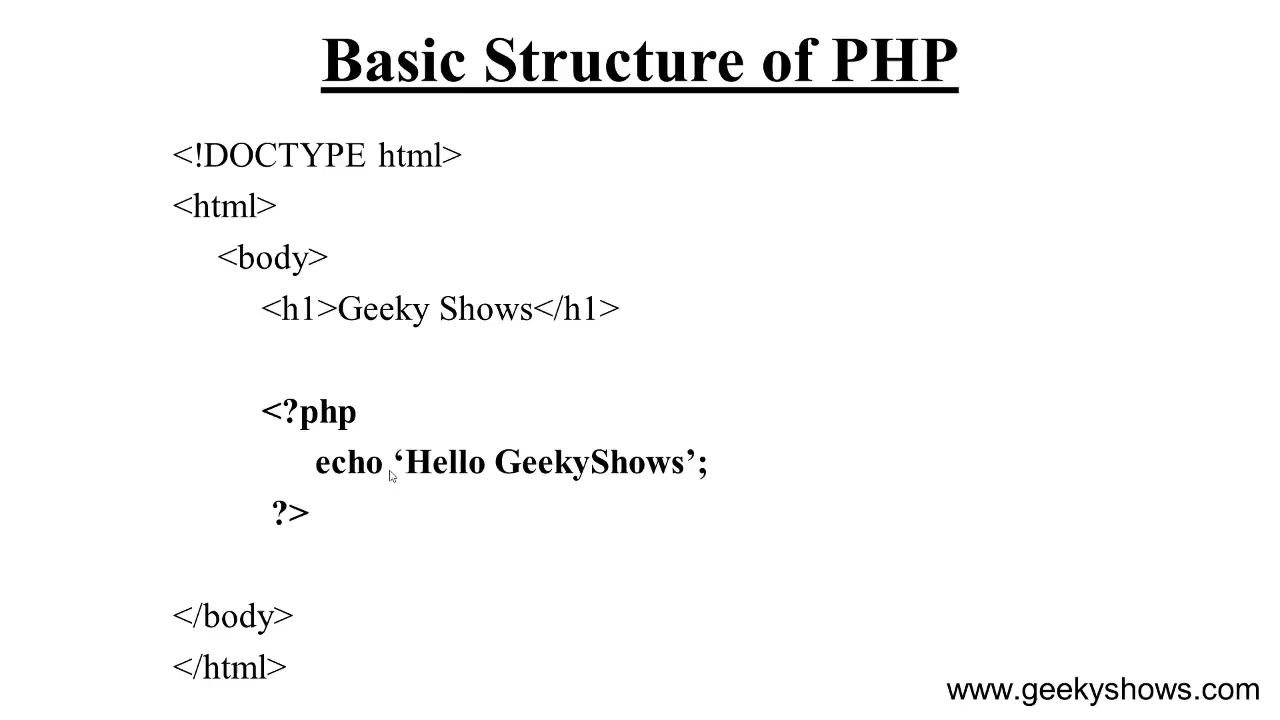 Basic Structure of PHP
<!DOCTYPE html>
<html>
<body>
<h1>Geeky Shows</h1>
<?php
echo ‘Hello GeekyShows’;
?>
</body>
</html>
www.geekyshows.com